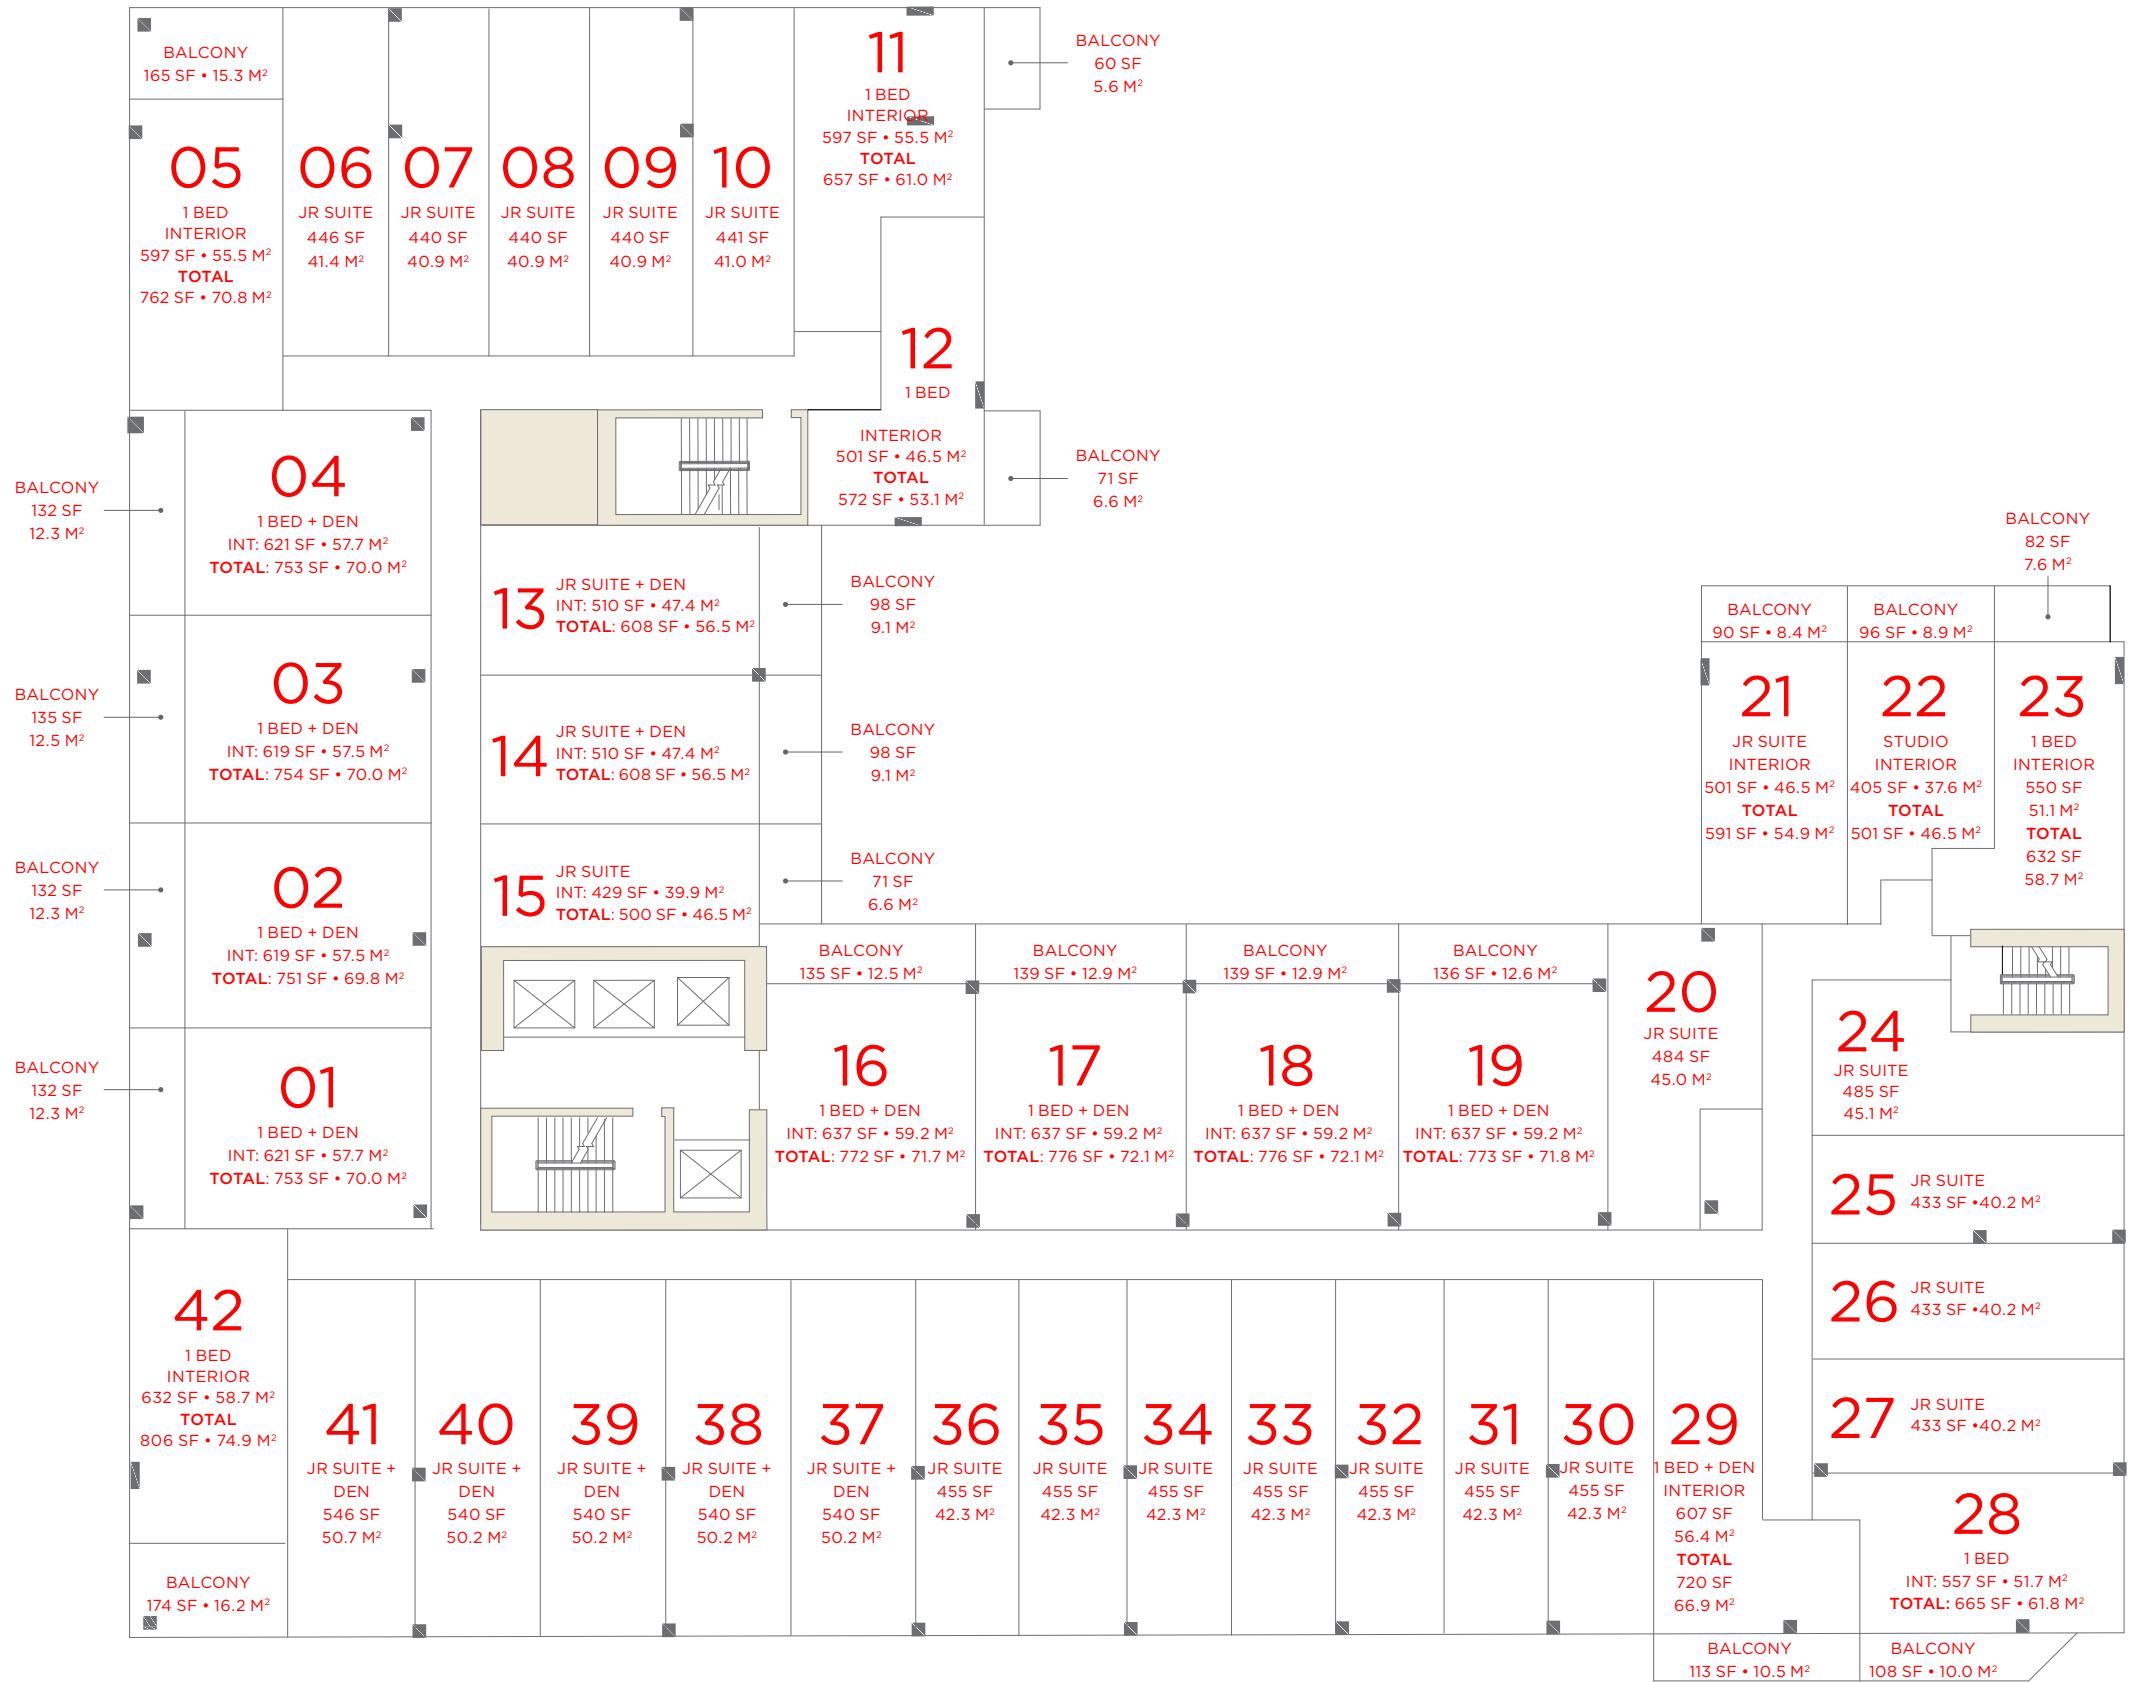 BALCONY
165 SF • 15.3 M²
05
1 BED
INTERIOR
597 SF • 55.5 M²
TOTAL
762 SF • 70.8 M²
06
JR SUITE
446 SF
41.4 M²
07
JR SUITE
440 SF
40.9 M²
08
JR SUITE
440 SF
40.9 M²
09
JR SUITE
440 SF
40.9 M²
10
JR SUITE
441 SF
41.0 M²
11
1 BED
INTERIOR
597 SF • 55.5 M²
TOTAL
657 SF • 61.0 M²
BALCONY
60 SF
5.6 M²
12
1 BED
INTERIOR
501 SF • 46.5 M²
TOTAL
572 SF • 53.1 M²
BALCONY
71 SF
6.6 M²
BALCONY
132 SF
12.3 M²
04
1 BED + DEN
INT: 621 SF • 57.7 M²
TOTAL: 753 SF • 70.0 M²
BALCONY
135 SF
12.5 M²
03
1 BED + DEN
INT: 619 SF • 57.5 M²
TOTAL: 754 SF • 70.0 M²
BALCONY
132 SF
12.3 M²
02
1 BED + DEN
INT: 619 SF • 57.5 M²
TOTAL: 751 SF • 69.8 M²
BALCONY
132 SF
12.3 M²
01
1 BED + DEN
INT: 621 SF • 57.7 M²
TOTAL: 753 SF • 70.0 M²
13
JR SUITE + DEN
INT: 510 SF • 47.4 M²
TOTAL: 608 SF • 56.5 M²
BALCONY
98 SF
9.1 M²
14
JR SUITE + DEN
INT: 510 SF • 47.4 M²
TOTAL: 608 SF • 56.5 M²
BALCONY
98 SF
9.1 M²
15
JR SUITE
INT: 429 SF • 39.9 M²
TOTAL: 500 SF • 46.5 M²
BALCONY
71 SF
6.6 M²
BALCONY
135 SF • 12.5 M²
16
1 BED + DEN
INT: 637 SF • 59.2 M²
TOTAL: 772 SF • 71.7 M²
BALCONY
139 SF • 12.9 M²
17
1 BED + DEN
INT: 637 SF • 59.2 M²
TOTAL: 776 SF • 72.1 M²
BALCONY
139 SF • 12.9 M²
18
1 BED + DEN
INT: 637 SF • 59.2 M²
TOTAL: 776 SF • 72.1 M²
BALCONY
136 SF • 12.6 M²
19
1 BED + DEN
INT: 637 SF • 59.2 M²
TOTAL: 773 SF • 71.8 M²
20
JR SUITE
484 SF
45.0 M²
BALCONY
90 SF • 8.4 M²
21
JR SUITE
INTERIOR
501 SF • 46.5 M²
TOTAL
591 SF • 54.9 M²
BALCONY
96 SF • 8.9 M²
22
STUDIO
INTERIOR
405 SF • 37.6 M²
TOTAL
501 SF • 46.5 M²
BALCONY
82 SF
7.6 M²
23
1 BED
INTERIOR
550 SF
51.1 M²
TOTAL
632 SF
58.7 M²
24
JR SUITE
485 SF
45.1 M²
25
JR SUITE
433 SF •40.2 M²
26
JR SUITE
433 SF •40.2 M²
27
JR SUITE
433 SF •40.2 M²
28
1 BED
INT: 557 SF • 51.7 M²
TOTAL: 665 SF • 61.8 M²
BALCONY
108 SF • 10.0 M²
42
1 BED
INTERIOR
632 SF • 58.7 M²
TOTAL
806 SF • 74.9 M²
BALCONY
174 SF • 16.2 M²
41
JR SUITE +
DEN
546 SF
50.7 M²
40
JR SUITE +
DEN
540 SF
50.2 M²
39
JR SUITE +
DEN
540 SF
50.2 M²
38
JR SUITE +
DEN
540 SF
50.2 M²
37
JR SUITE +
DEN
540 SF
50.2 M²
36
JR SUITE
455 SF
42.3 M²
35
JR SUITE
455 SF
42.3 M²
34
JR SUITE
455 SF
42.3 M²
33
JR SUITE
455 SF
42.3 M²
32
JR SUITE
455 SF
42.3 M²
31
JR SUITE
455 SF
42.3 M²
30
JR SUITE
455 SF
42.3 M²
29
1 BED + DEN
INTERIOR
607 SF
56.4 M²
TOTAL
720 SF
66.9 M²
BALCONY
113 SF • 10.5 M²